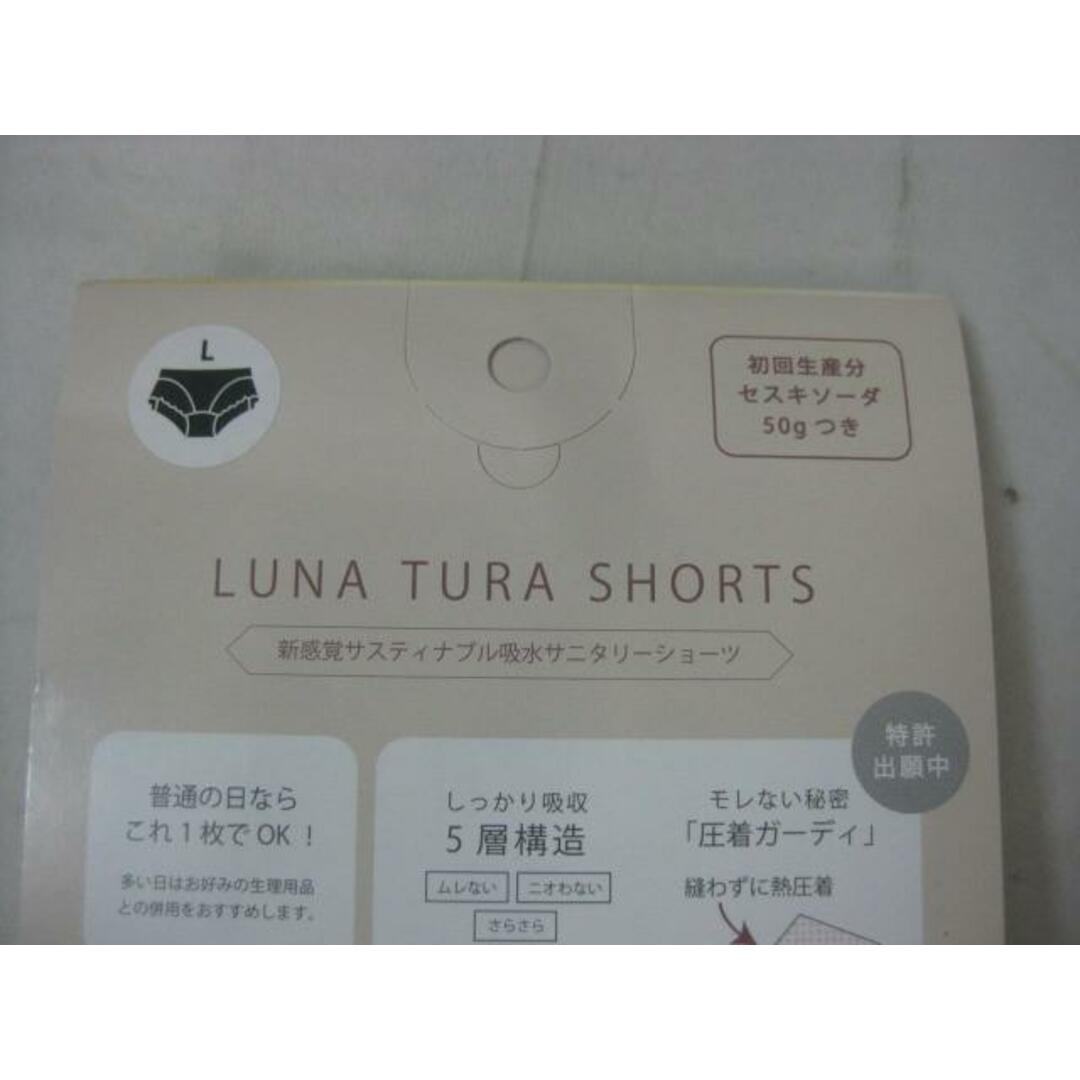 L
初回生産分
セスキソーダ
50gつき
LUNA TURA SHORTS
新感覚サスティナブル吸水サニタリーショーツ
特許
出願中
普通の日なら
これ1枚でOK！
多い日はお好みの生理用品
との併用をおすすめします。
しっかり吸収
5層構造
ムレない
ニオわない
さらさら
モレない秘密
「圧着ガーディ」
縫わずに熱圧着